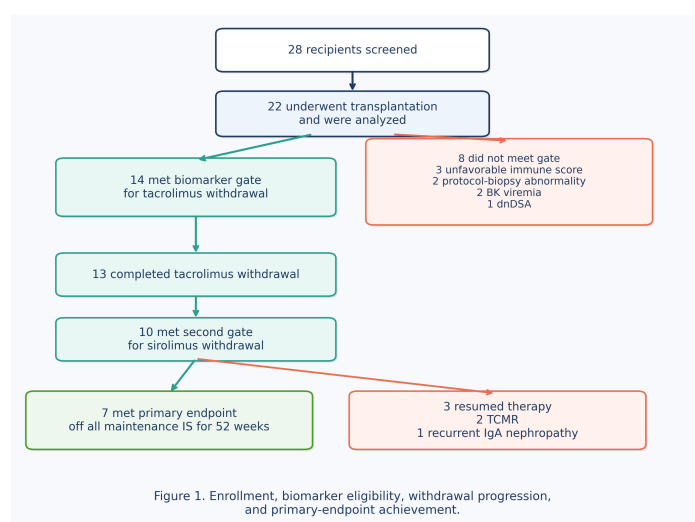 28 recipients screened
22 underwent transplantation
and were analyzed
14 met biomarker gate
for tacrolimus withdrawal
8 did not meet gate
3 unfavorable immune score
2 protocol-biopsy abnormality
2 BK viremia
1 dnDSA
13 completed tacrolimus withdrawal
10 met second gate
for sirolimus withdrawal
7 met primary endpoint
off all maintenance IS for 52 weeks
3 resumed therapy
2 TCMR
1 recurrent IgA nephropathy
Figure 1. Enrollment, biomarker eligibility, withdrawal progression,
and primary-endpoint achievement.